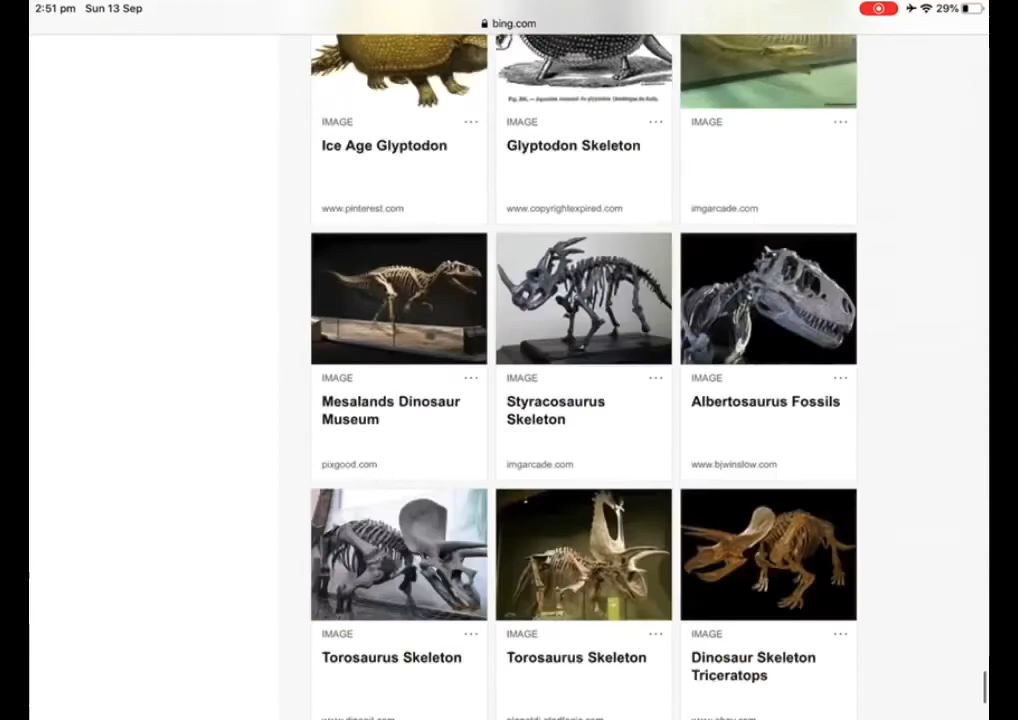 2:51 pm Sun 13 Sep
29%
bing.com
IMAGE ...
Ice Age Glyptodon
www.pinterest.com
IMAGE ...
Glyptodon Skeleton
www.copyrightexpired.com
IMAGE ...
imgarcade.com
IMAGE ...
Mesalands Dinosaur
Museum
pixgood.com
IMAGE ...
Styracosaurus
Skeleton
imgarcade.com
IMAGE ...
Albertosaurus Fossils
www.bjwinslow.com
IMAGE ...
Torosaurus Skeleton
IMAGE ...
Torosaurus Skeleton
IMAGE ...
Dinosaur Skeleton
Triceratops